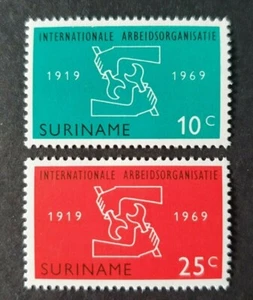 INTERNATIONALE ARBEIDSORGANISATIE
1919 1969
SURINAME 10C
INTERNATIONALE ARBEIDSORGANISATIE
1919 1969
SURINAME 25C